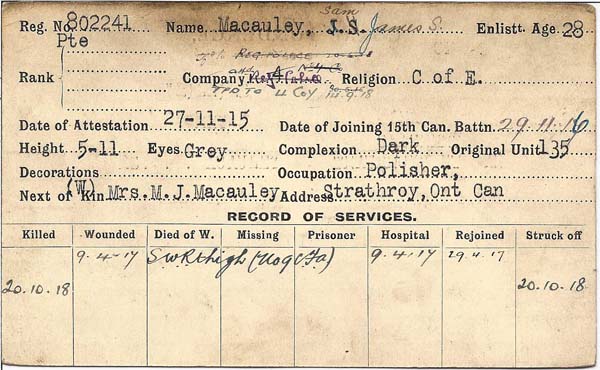 Sam
Reg. No. 802241 Name Macauley, J. S. James S. Enlistt. Age 28
Pte
Rank Company 4 Religion C of E.
TPD TO 4 Coy
Date of Attestation 27-11-15 Date of Joining 15th Can. Battn. 29.11.16
Height 5-11 Eyes Grey Complexion Dark Original Unit 135
Decorations Occupation Polisher,
Next of Kin (W) Mrs. M. J. Macauley, Address Strathroy, Ont Can
RECORD OF SERVICES.
Killed Wounded Died of W. Missing Prisoner Hospital Rejoined Struck off
9.4-17 SWR thigh 9.4.17 29.4.17
20.10.18 20.10.18